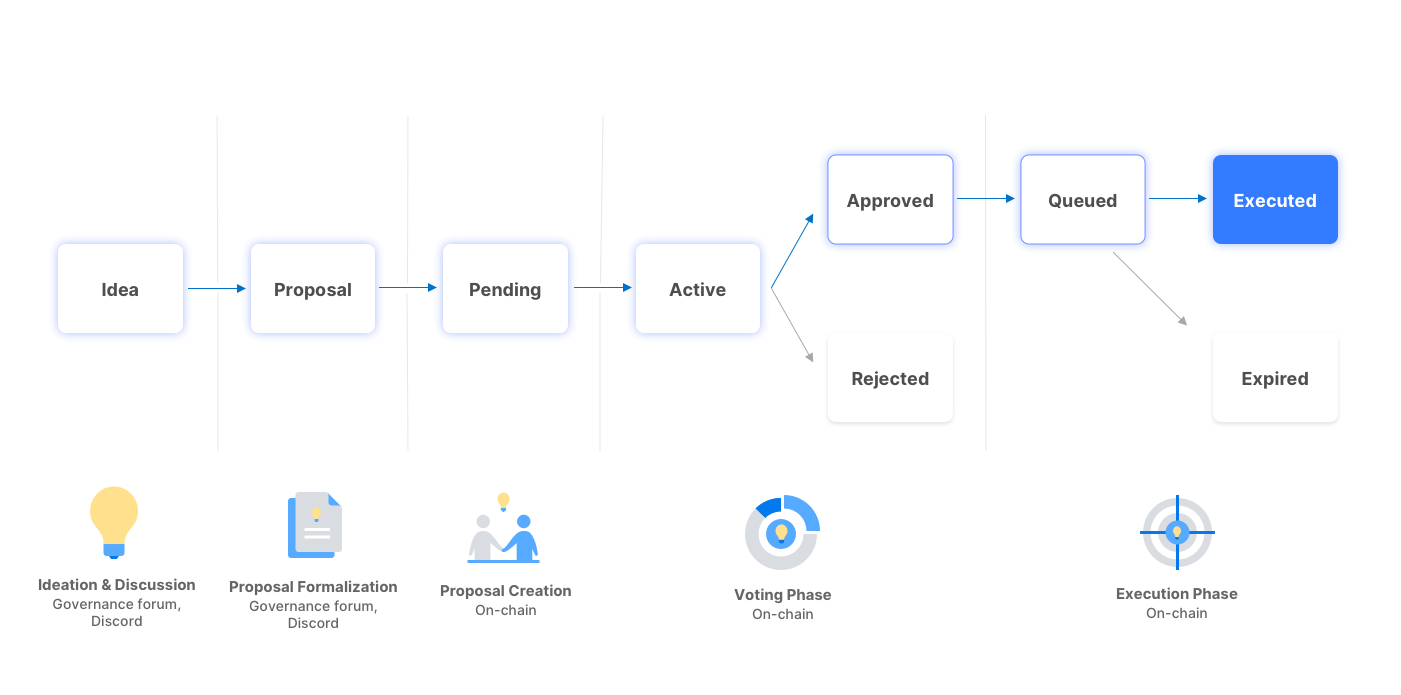 Approved
Queued
Executed
Idea
Proposal
Pending
Active
Rejected
Expired
Ideation & Discussion
Governance forum,
Discord
Proposal Formalization
Governance forum,
Discord
Proposal Creation
On-chain
Voting Phase
On-chain
Execution Phase
On-chain